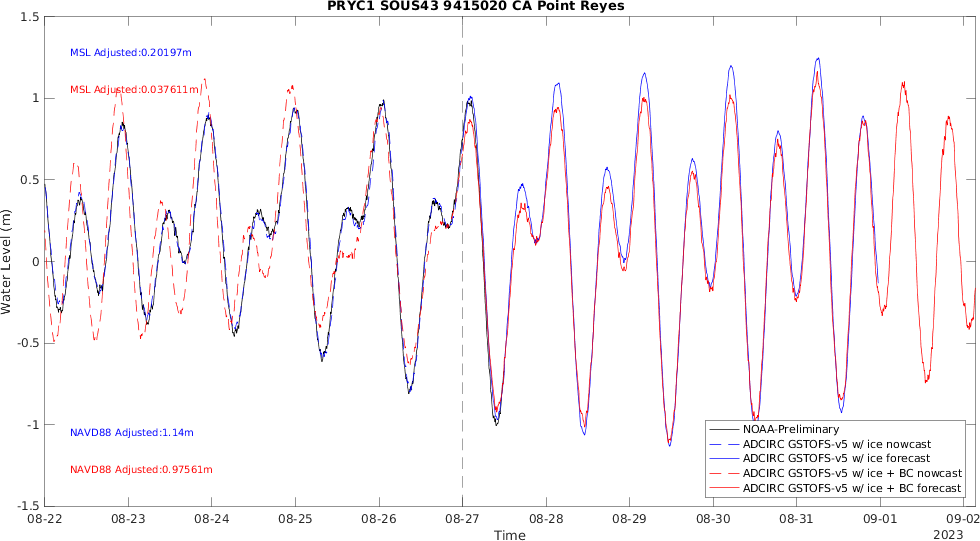 PRYC1 SOUS43 9415020 CA Point Reyes
1.5
1
0.5
0
-0.5
-1
-1.5
Water Level (m)
MSL Adjusted:0.20197m
MSL Adjusted:0.037611m
NAVD88 Adjusted:1.14m
NAVD88 Adjusted:0.97561m
NOAA-Preliminary
ADCIRC GSTOFS-v5 w/ ice nowcast
ADCIRC GSTOFS-v5 w/ ice forecast
ADCIRC GSTOFS-v5 w/ ice + BC nowcast
ADCIRC GSTOFS-v5 w/ ice + BC forecast
08-22 08-23 08-24 08-25 08-26 08-27 08-28 08-29 08-30 08-31 09-01 09-02
2023
Time